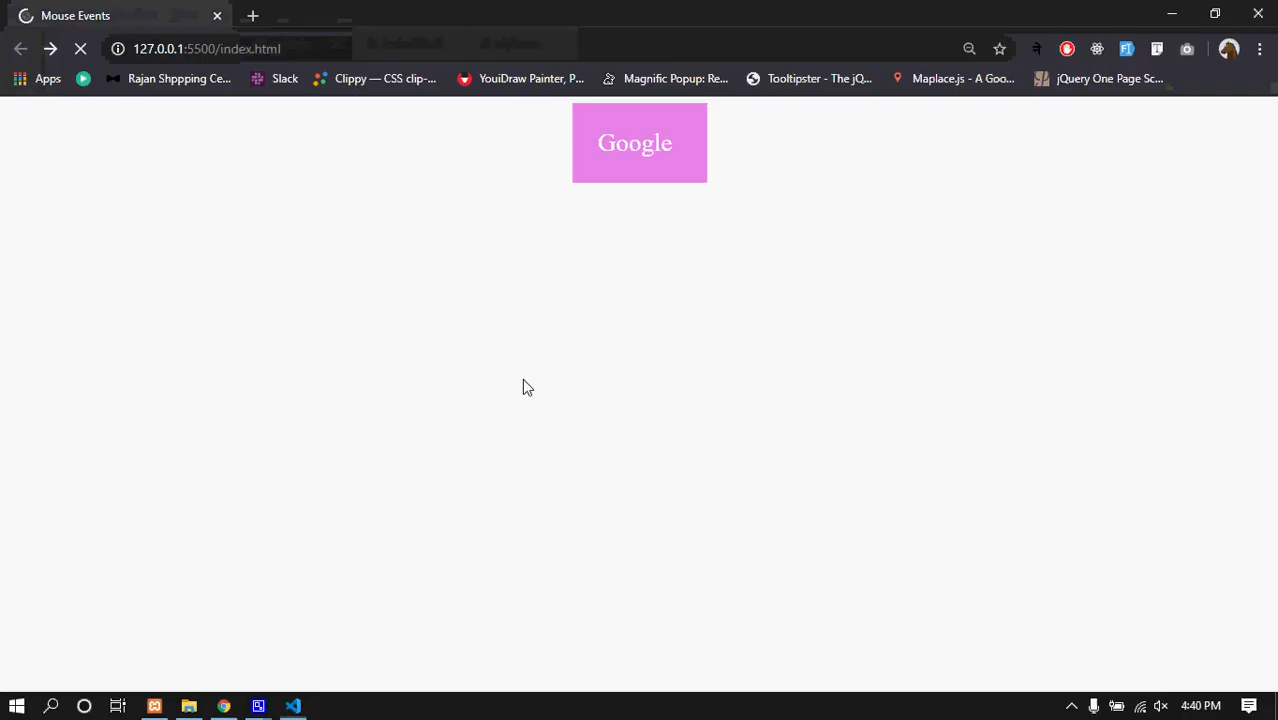 Mouse Events
127.0.0.1:5500/index.html
Apps
Rajan Shppping Ce...
Slack
Clippy — CSS clip-...
YouiDraw Painter, P...
Magnific Popup: Re...
Tooltipster - The jQ...
Maplace.js - A Goo...
jQuery One Page Sc...
Google
4:40 PM